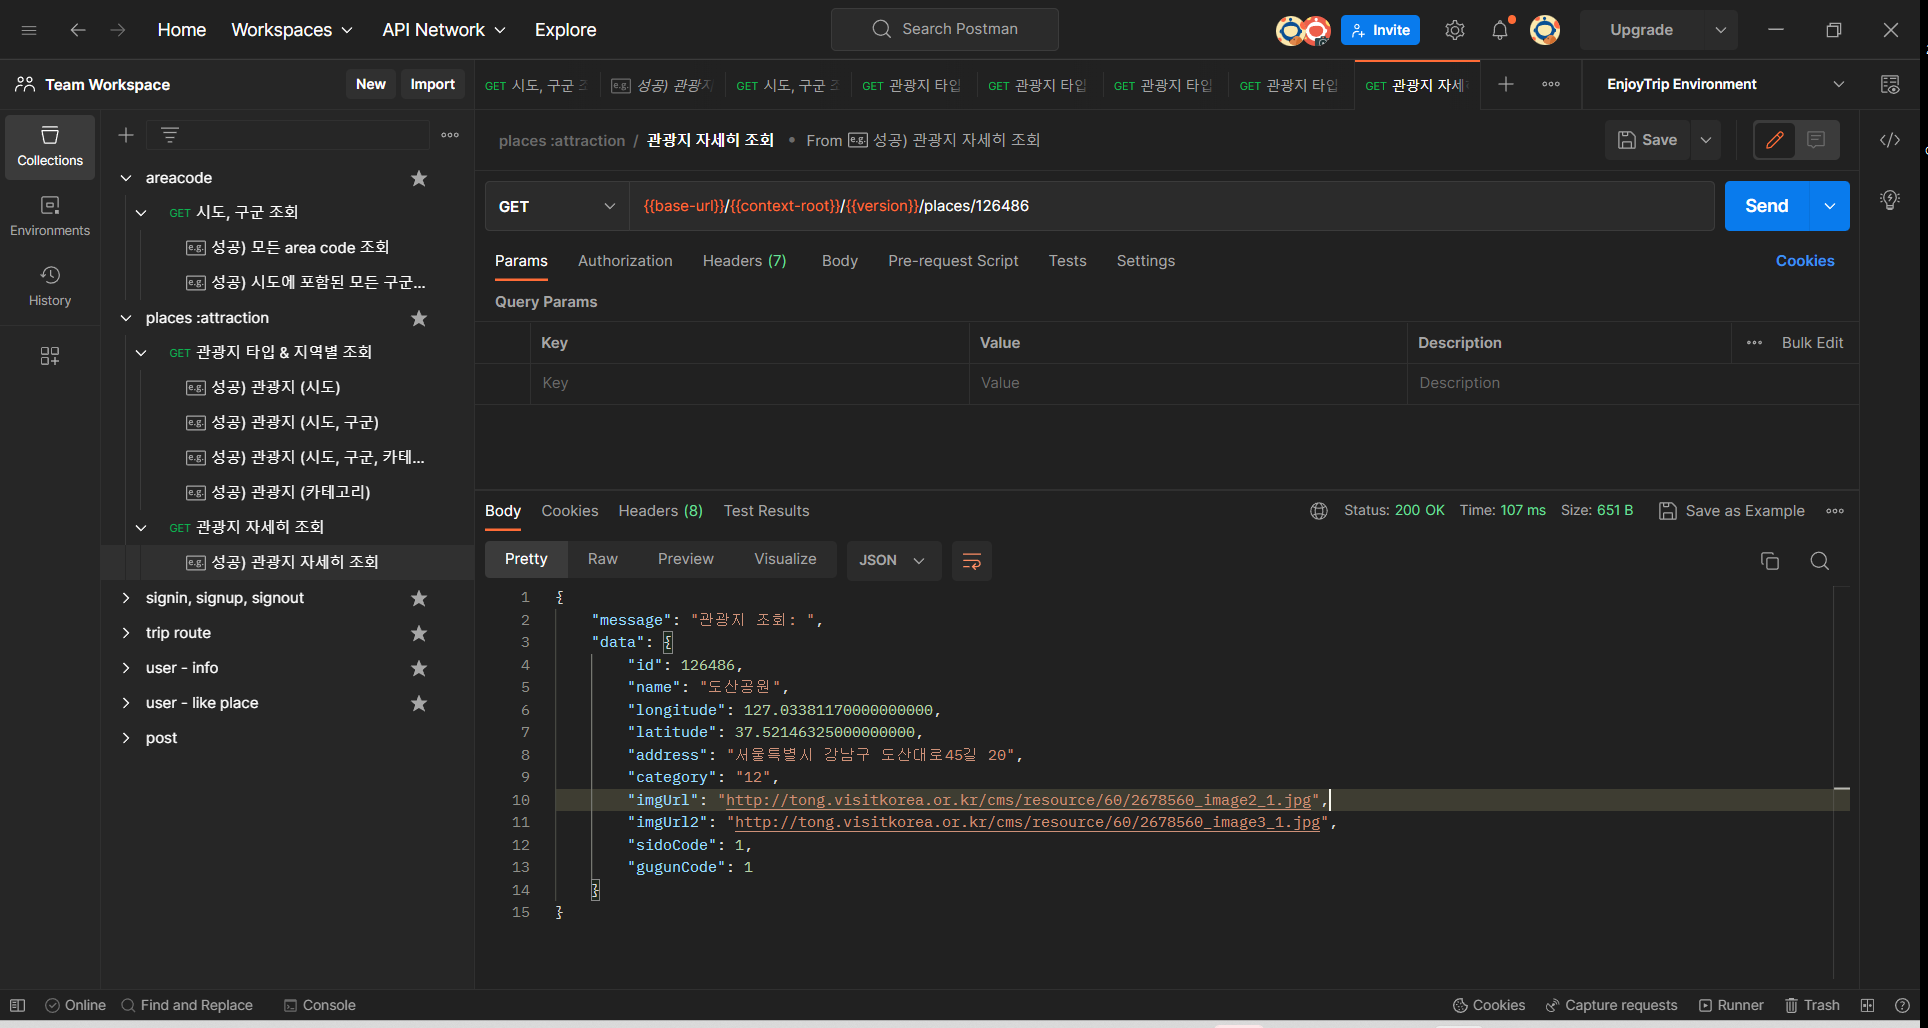 Home Workspaces API Network Explore Search Postman Invite Upgrade
Team Workspace New Import
GET 시도, 구군
e.g. 성공) 관광지
GET 시도, 구군
GET 관광지 타입
GET 관광지 타입
GET 관광지 타입
GET 관광지 타입
GET 관광지 자세
EnjoyTrip Environment
Collections
Environments
History
areacode
GET 시도, 구군 조회
e.g. 성공) 모든 area code 조회
e.g. 성공) 시도에 포함된 모든 구군...
places :attraction
GET 관광지 타입 & 지역별 조회
e.g. 성공) 관광지 (시도)
e.g. 성공) 관광지 (시도, 구군)
e.g. 성공) 관광지 (시도, 구군, 카테...
e.g. 성공) 관광지 (카테고리)
GET 관광지 자세히 조회
e.g. 성공) 관광지 자세히 조회
signin, signup, signout
trip route
user - info
user - like place
post
places :attraction / 관광지 자세히 조회 • From e.g. 성공) 관광지 자세히 조회
Save
GET {{base-url}}/{{context-root}}/{{version}}/places/126486 Send
Params Authorization Headers (7) Body Pre-request Script Tests Settings Cookies
Query Params
Key Value Description ••• Bulk Edit
Key Value Description
Body Cookies Headers (8) Test Results Status: 200 OK Time: 107 ms Size: 651 B Save as Example
Pretty Raw Preview Visualize JSON
1 {
2 "message": "관광지 조회: ",
3 "data": {
4 "id": 126486,
5 "name": "도산공원",
6 "longitude": 127.03381170000000000,
7 "latitude": 37.52146325000000000,
8 "address": "서울특별시 강남구 도산대로45길 20",
9 "category": "12",
10 "imgUrl": "http://tong.visitkorea.or.kr/cms/resource/60/2678560_image2_1.jpg",
11 "imgUrl2": "http://tong.visitkorea.or.kr/cms/resource/60/2678560_image3_1.jpg",
12 "sidoCode": 1,
13 "gugunCode": 1
14 }
15 }
Online Find and Replace Console Cookies Capture requests Runner Trash